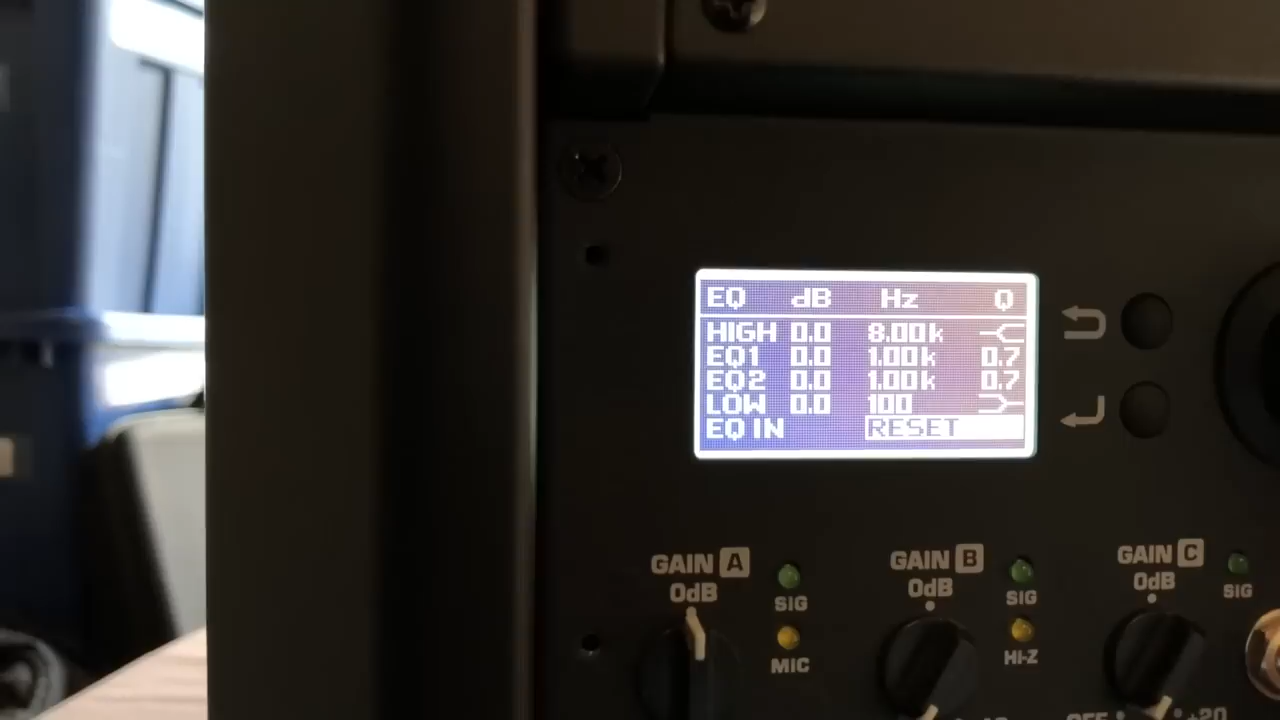 EQ dB Hz Q
HIGH 0.0 8.00k
EQ1 0.0 1.00k 0.7
EQ2 0.0 1.00k 0.7
LOW 0.0 100
EQ IN RESET
GAIN A
0dB
SIG
MIC
GAIN B
0dB
SIG
HI-Z
GAIN C
0dB
SIG
OFF +20